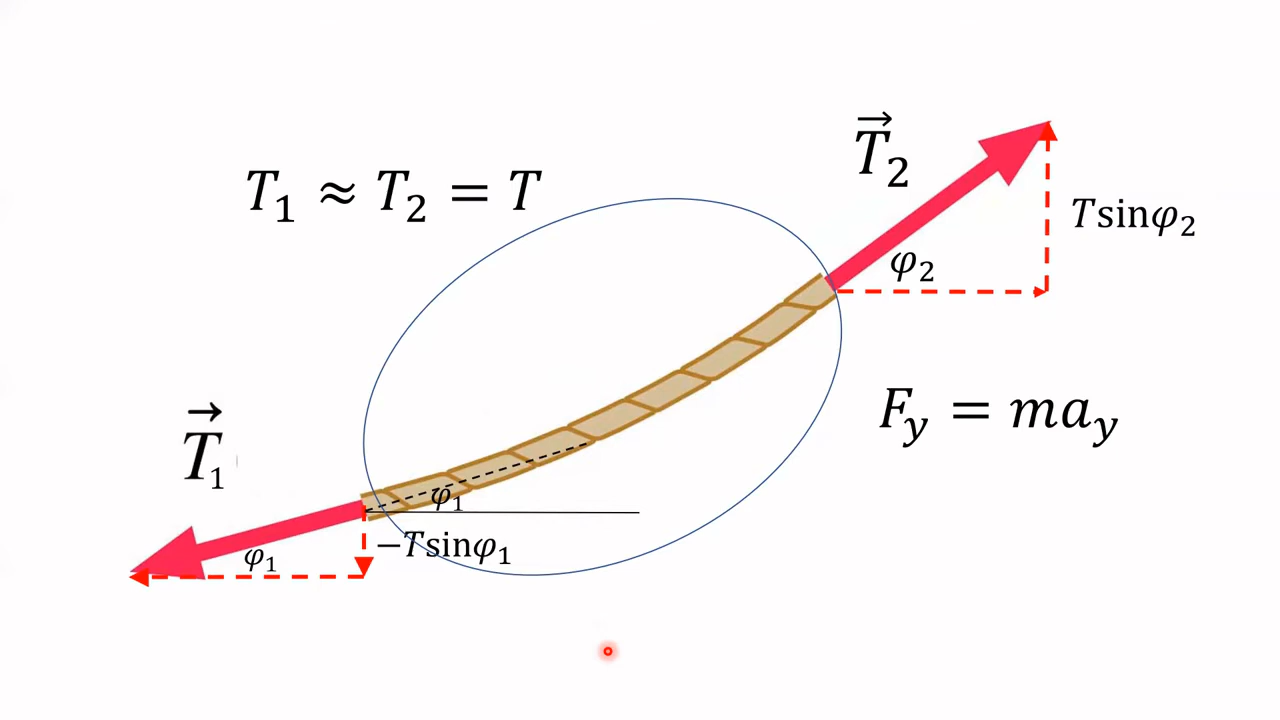 T⃗₂
T₁ ≈ T₂ = T
Tsinφ₂
φ₂
F_y = ma_y
T⃗₁
φ₁
−Tsinφ₁
φ₁